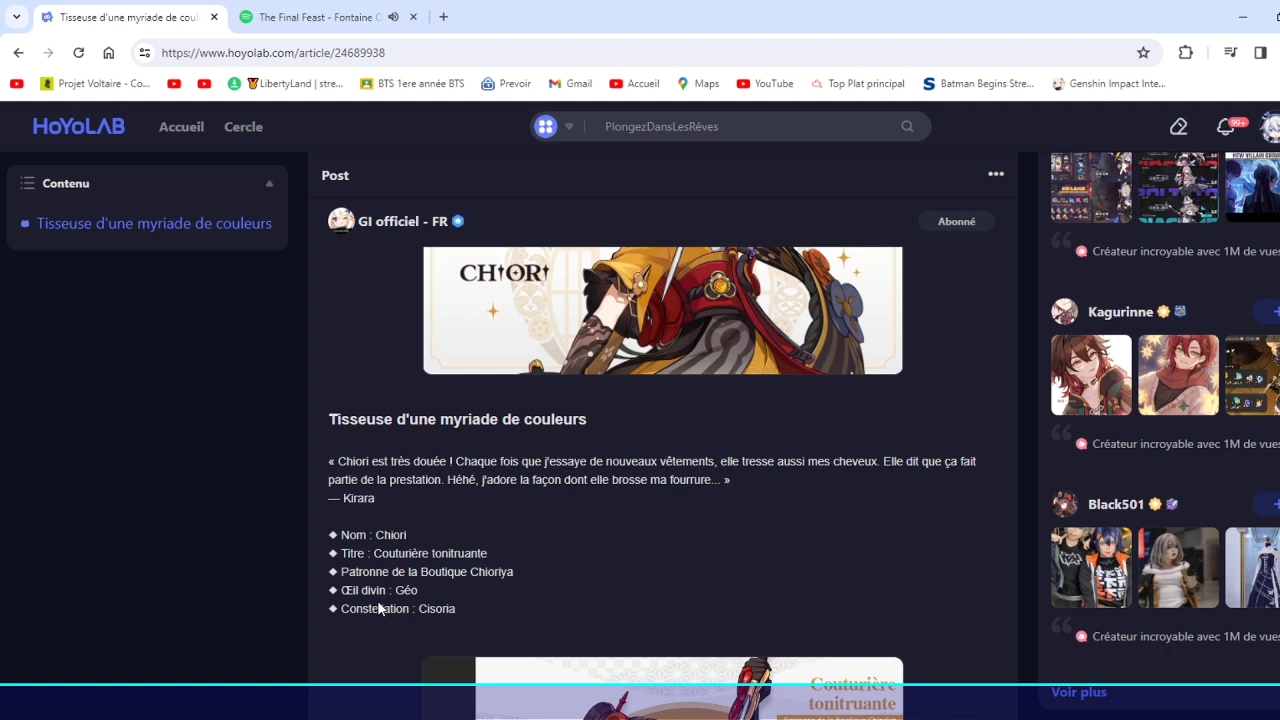 Tisseuse d'une myriade de coul
The Final Feast - Fontaine
https://www.hoyolab.com/article/24689938
Projet Voltaire - Co...
LibertyLand | stre...
BTS 1ere année BTS
Prevoir
Gmail
Accueil
Maps
YouTube
Top Plat principal
Batman Begins Stre...
Genshin Impact Inte...
HoYoLAB
Accueil
Cercle
PlongezDansLesRêves
99+
Contenu
Tisseuse d'une myriade de couleurs
Post
GI officiel - FR
Abonné
CHIORI
Tisseuse d'une myriade de couleurs
« Chiori est très douée ! Chaque fois que j'essaye de nouveaux vêtements, elle tresse aussi mes cheveux. Elle dit que ça fait
partie de la prestation. Héhé, j'adore la façon dont elle brosse ma fourrure... »
— Kirara
◆ Nom : Chiori
◆ Titre : Couturière tonitruante
◆ Patronne de la Boutique Chioriya
◆ Œil divin : Géo
◆ Constellation : Cisoria
Couturière
tonitruante
Patronne de la Boutique Chioriya
Créateur incroyable avec 1M de vues
Kagurinne
Créateur incroyable avec 1M de vues
Black501
Créateur incroyable avec 1M de vues
Voir plus